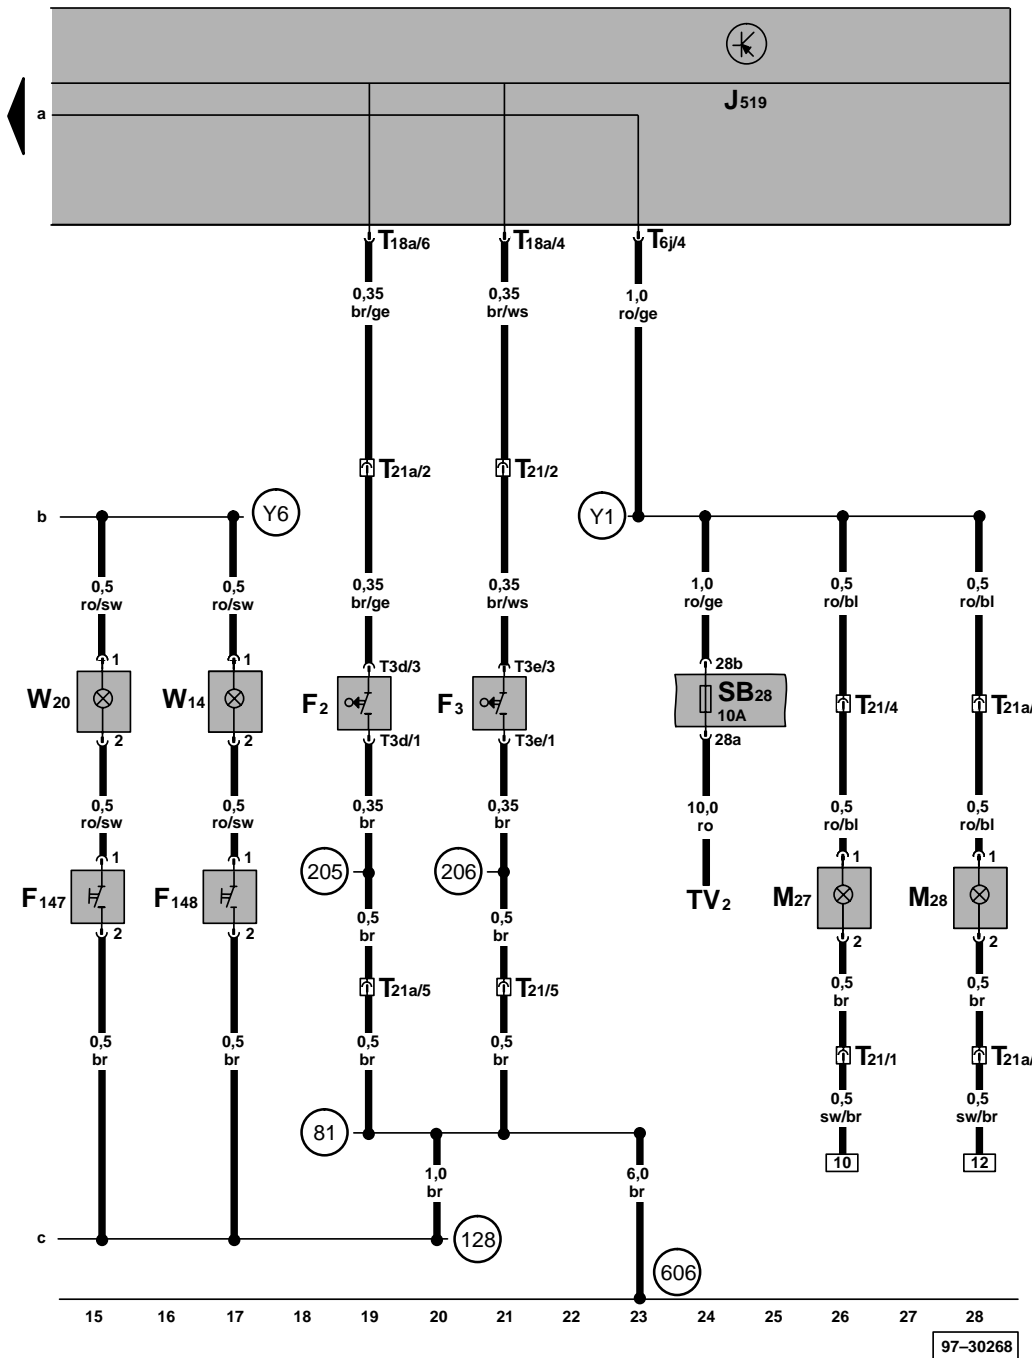 J519
a
T18a/6 T18a/4 T6j/4
0,35 0,35 1,0
br/ge br/ws ro/ge
T21a/2 T21/2
b Y6 Y1
0,5 0,5 0,35 0,35 1,0 0,5 0,5
ro/sw ro/sw br/ge br/ws ro/ge ro/bl ro/bl
1 1 T3d/3 T3e/3 28b
W20 W14 F2 F3 SB28 T21/4 T21a/
10A
2 2 T3d/1 T3e/1 28a
0,5 0,5 0,35 0,35 10,0 0,5 0,5
ro/sw ro/sw br br ro ro/bl ro/bl
1 1 205 206 1 1
F147 F148 TV2 M27 M28
2 2 0,5 0,5 2 2
br br
0,5 0,5
br br
T21a/5 T21/5
0,5 0,5 0,5 0,5
br br br br
T21/1 T21a/
0,5 0,5
sw/br sw/br
81
10 12
1,0 6,0
br br
c 128
606
15 16 17 18 19 20 21 22 23 24 25 26 27 28
97–30268